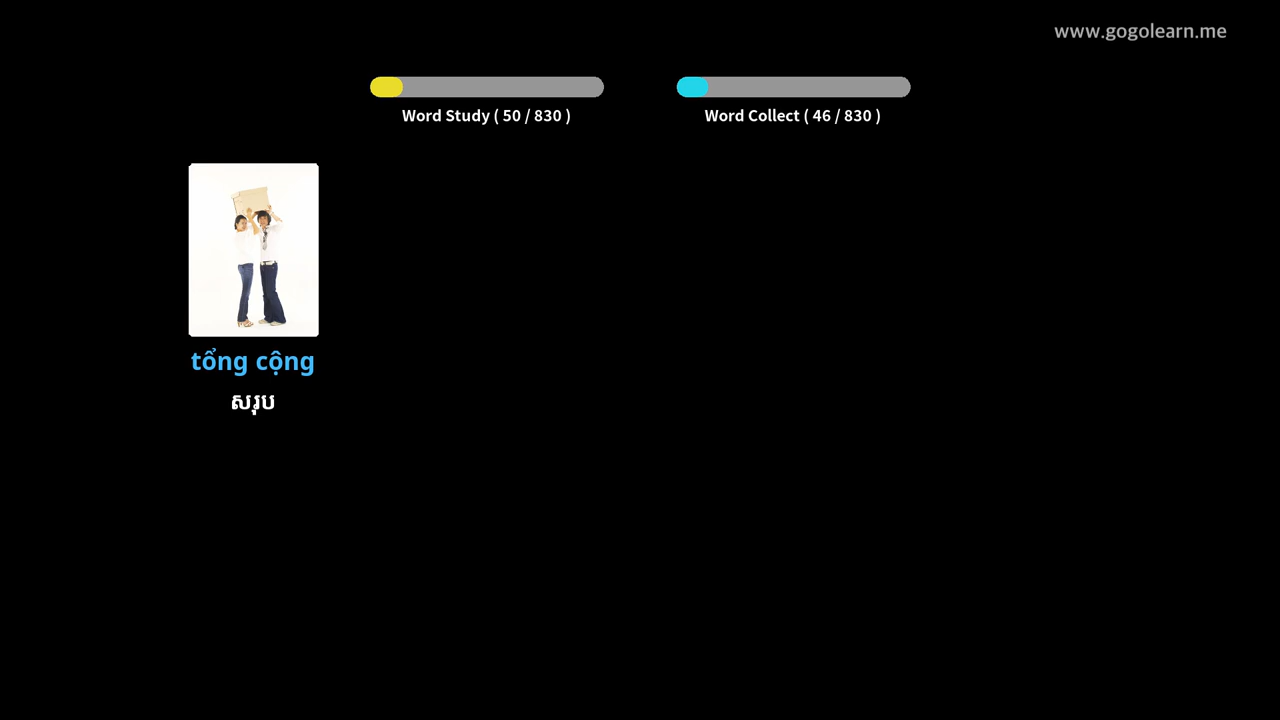 www.gogolearn.me
Word Study ( 50 / 830 )
Word Collect ( 46 / 830 )
tổng cộng
សរុប